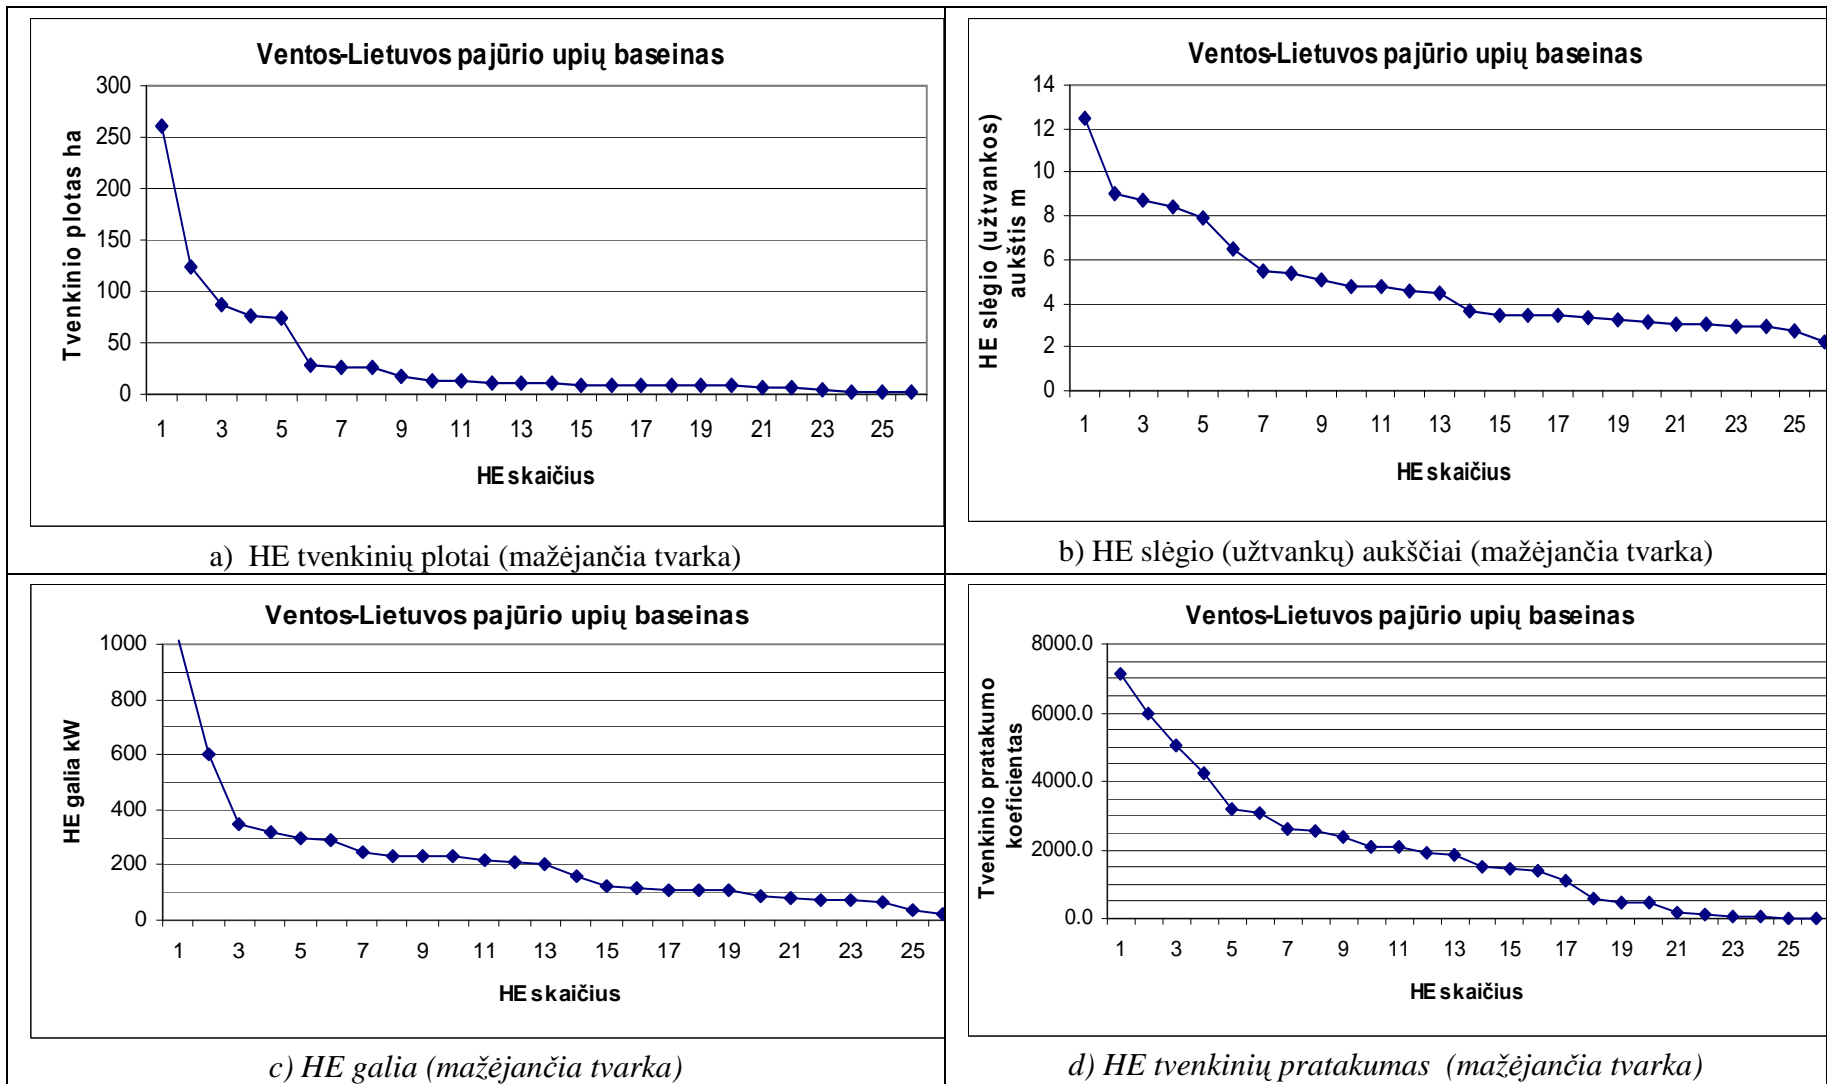 Ventos-Lietuvos pajūrio upių baseinas
Tvenkinio plotas ha
300
250
200
150
100
50
0
1 3 5 7 9 11 13 15 17 19 21 23 25
HE skaičius
a) HE tvenkinių plotai (mažėjančia tvarka)
Ventos-Lietuvos pajūrio upių baseinas
HE slėgio (užtvankos)
aukštis m
14
12
10
8
6
4
2
0
1 3 5 7 9 11 13 15 17 19 21 23 25
HE skaičius
b) HE slėgio (užtvankų) aukščiai (mažėjančia tvarka)
Ventos-Lietuvos pajūrio upių baseinas
HE galia kW
1000
800
600
400
200
0
1 3 5 7 9 11 13 15 17 19 21 23 25
HE skaičius
c) HE galia (mažėjančia tvarka)
Ventos-Lietuvos pajūrio upių baseinas
Tvenkinio pratakumo
koeficientas
8000.0
6000.0
4000.0
2000.0
0.0
1 3 5 7 9 11 13 15 17 19 21 23 25
HE skaičius
d) HE tvenkinių pratakumas (mažėjančia tvarka)